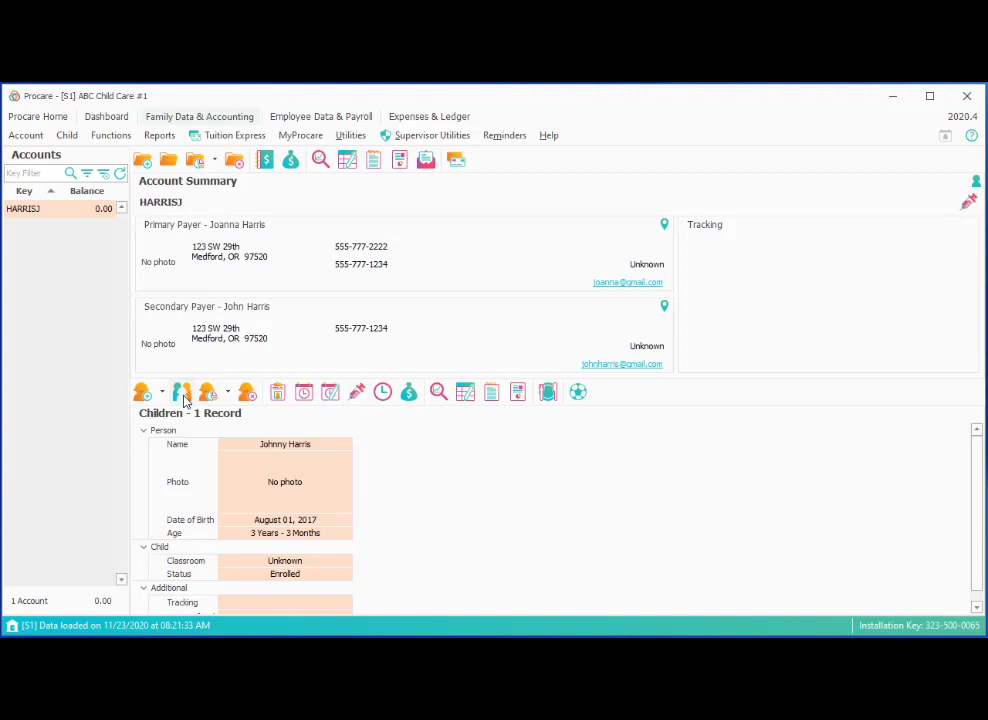 Procare - [S1] ABC Child Care #1
Procare Home Dashboard Family Data & Accounting Employee Data & Payroll Expenses & Ledger 2020.4
Account Child Functions Reports Tuition Express MyProcare Utilities Supervisor Utilities Reminders Help
Accounts
Key Filter
Key Balance
HARRISJ 0.00
1 Account 0.00
Account Summary
HARRISJ
Primary Payer - Joanna Harris
No photo
123 SW 29th
Medford, OR 97520
555-777-2222
555-777-1234
Unknown
joanna@gmail.com
Secondary Payer - John Harris
No photo
123 SW 29th
Medford, OR 97520
555-777-1234
Unknown
johnharris@gmail.com
Tracking
Children - 1 Record
Person
Name Johnny Harris
Photo No photo
Date of Birth August 01, 2017
Age 3 Years - 3 Months
Child
Classroom Unknown
Status Enrolled
Additional
Tracking
[S1] Data loaded on 11/23/2020 at 08:21:33 AM
Installation Key: 323-500-0065